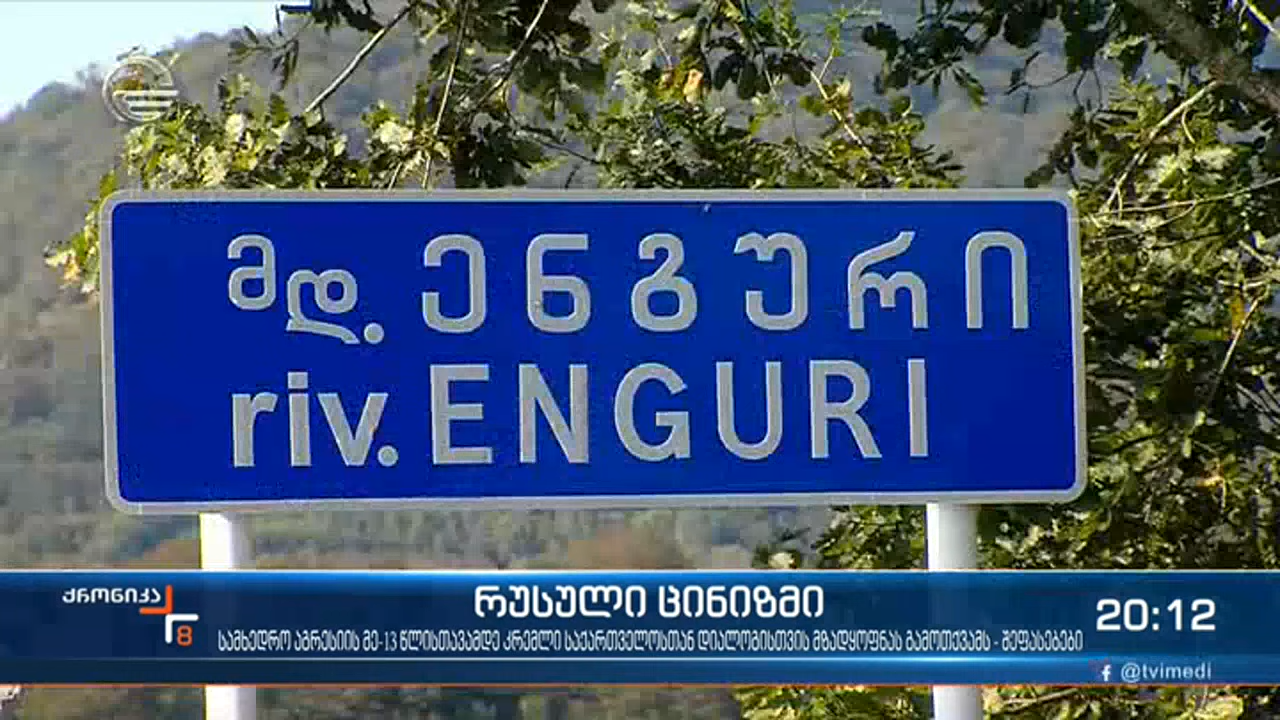 მდ. ენგური
riv. ENGURI
ქრონიკა
8
რუსული ცინიზმი
სამხედრო აგრესიის მე-13 წლისთავამდე კრემლი საქართველოსთან დიალოგისთვის მზადყოფნას გამოთქვამს - შეფასებები
20:12
f @tvimedi